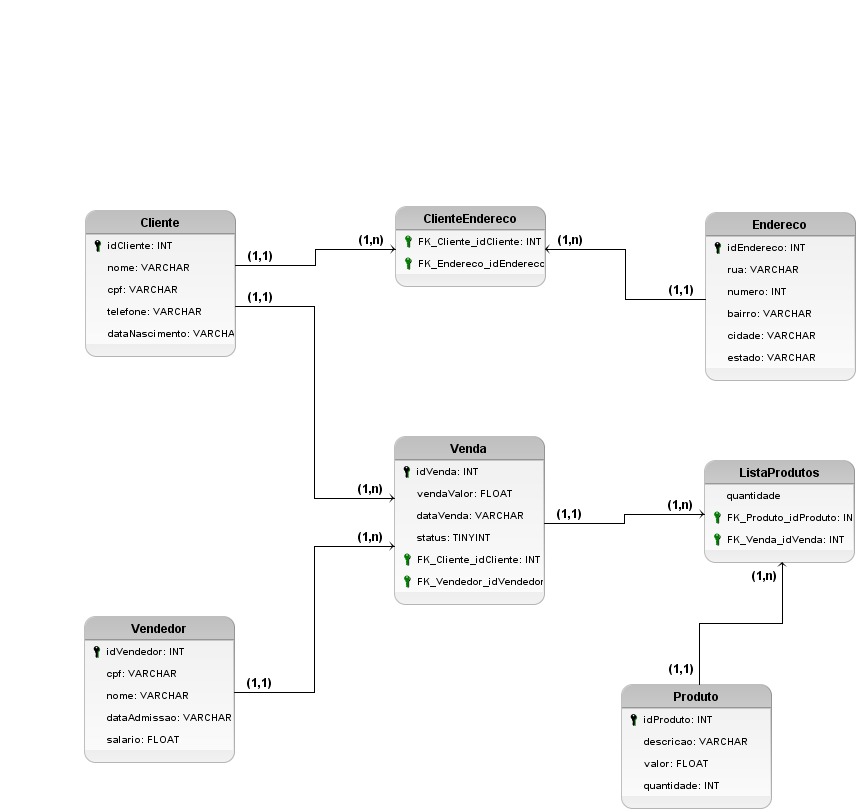 Cliente
idCliente: INT
nome: VARCHAR
cpf: VARCHAR
telefone: VARCHAR
dataNascimento: VARCHA
(1,1)
(1,1)
(1,n)
ClienteEndereco
FK_Cliente_idCliente: INT
FK_Endereco_idEndereco
(1,n)
(1,1)
Endereco
idEndereco: INT
rua: VARCHAR
numero: INT
bairro: VARCHAR
cidade: VARCHAR
estado: VARCHAR
(1,n)
(1,n)
Venda
idVenda: INT
vendaValor: FLOAT
dataVenda: VARCHAR
status: TINYINT
FK_Cliente_idCliente: INT
FK_Vendedor_idVendedor
(1,1)
(1,n)
ListaProdutos
quantidade
FK_Produto_idProduto: IN
FK_Venda_idVenda: INT
(1,n)
Vendedor
idVendedor: INT
cpf: VARCHAR
nome: VARCHAR
dataAdmissao: VARCHAR
salario: FLOAT
(1,1)
(1,1)
Produto
idProduto: INT
descricao: VARCHAR
valor: FLOAT
quantidade: INT